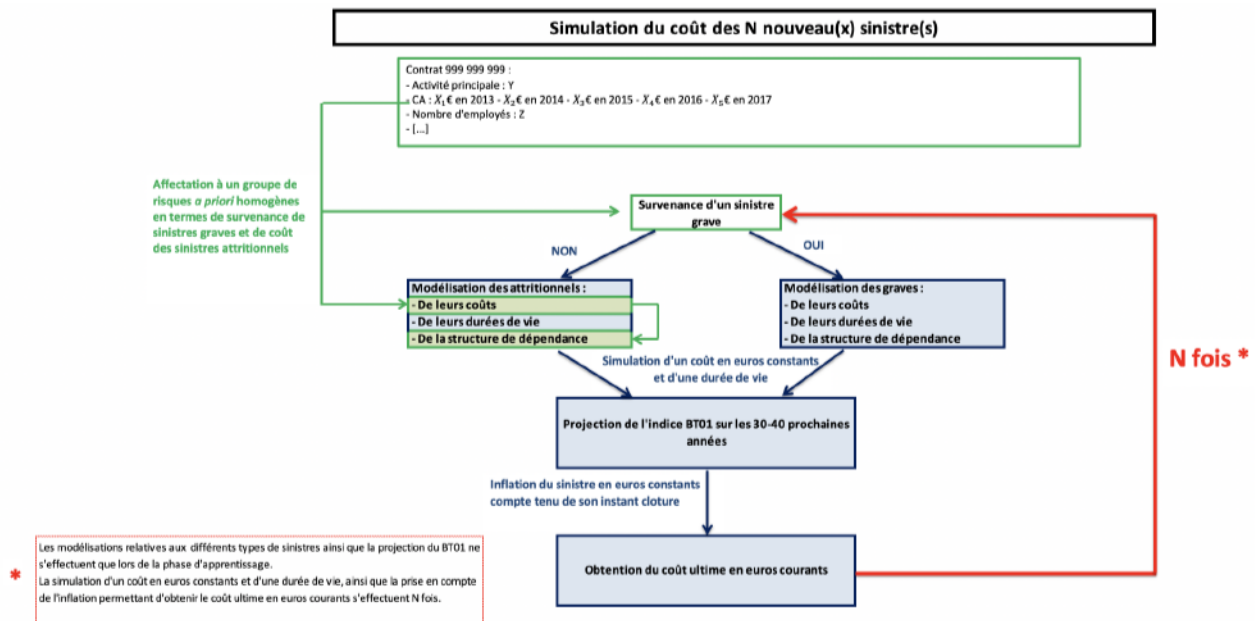 Simulation du coût des N nouveau(x) sinistre(s)
Contrat 999 999 999 :
- Activité principale : Y
- CA : X₁€ en 2013 - X₂€ en 2014 - X₃€ en 2015 - X₄€ en 2016 - X₅€ en 2017
- Nombre d'employés : Z
- [...]
Affectation à un groupe de
risques a priori homogènes
en termes de survenance de
sinistres graves et de coût
des sinistres attritionnels
Survenance d'un sinistre
grave
NON
OUI
Modélisation des attritionnels :
- De leurs coûts
- De leurs durées de vie
- De la structure de dépendance
Modélisation des graves :
- De leurs coûts
- De leurs durées de vie
- De la structure de dépendance
Simulation d'un coût en euros constants
et d'une durée de vie
N fois *
Projection de l'indice BT01 sur les 30-40 prochaines
années
Inflation du sinistre en euros constants
compte tenu de son instant cloture
Obtention du coût ultime en euros courants
*
Les modélisations relatives aux différents types de sinistres ainsi que la projection du BT01 ne
s'effectuent que lors de la phase d'apprentissage.
La simulation d'un coût en euros constants et d'une durée de vie, ainsi que la prise en compte
de l'inflation permettant d'obtenir le coût ultime en euros courants s'effectuent N fois.